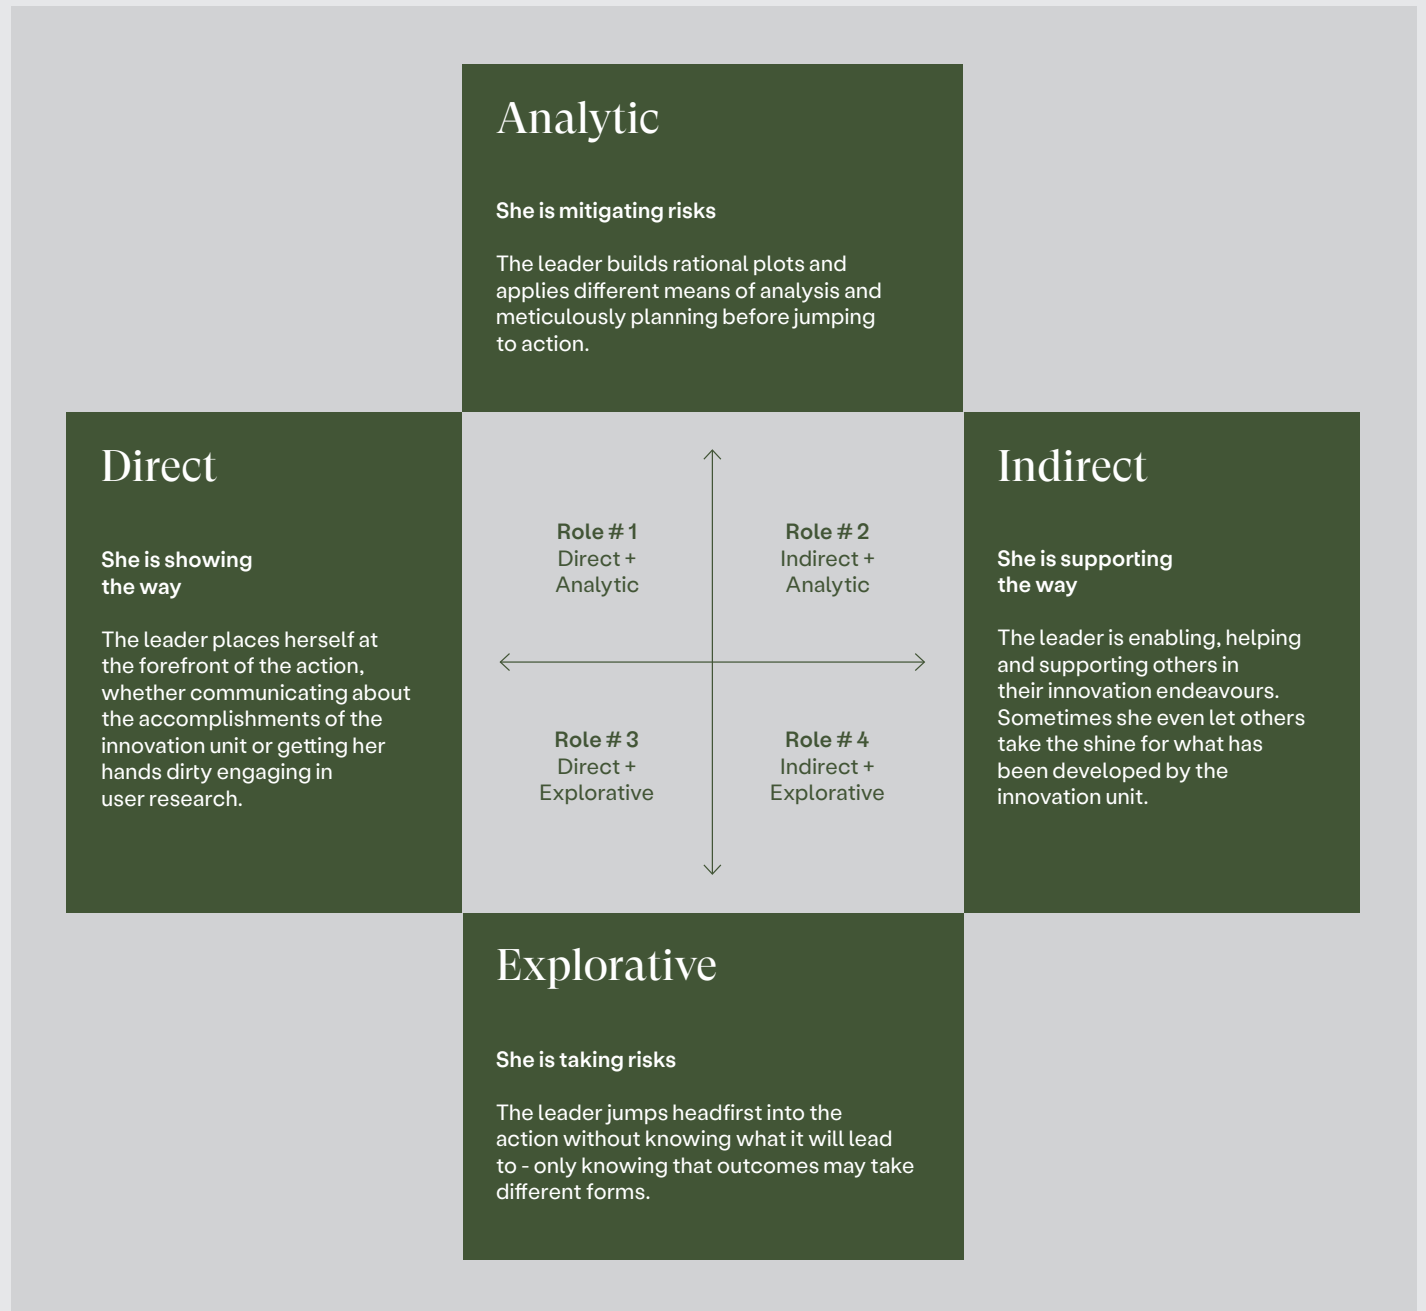 Analytic
She is mitigating risks
The leader builds rational plots and
applies different means of analysis and
meticulously planning before jumping
to action.
Direct
She is showing
the way
The leader places herself at
the forefront of the action,
whether communicating about
the accomplishments of the
innovation unit or getting her
hands dirty engaging in
user research.
Role # 1
Direct +
Analytic
Role # 2
Indirect +
Analytic
Role # 3
Direct +
Explorative
Role # 4
Indirect +
Explorative
Indirect
She is supporting
the way
The leader is enabling, helping
and supporting others in
their innovation endeavours.
Sometimes she even let others
take the shine for what has
been developed by the
innovation unit.
Explorative
She is taking risks
The leader jumps headfirst into the
action without knowing what it will lead
to - only knowing that outcomes may take
different forms.